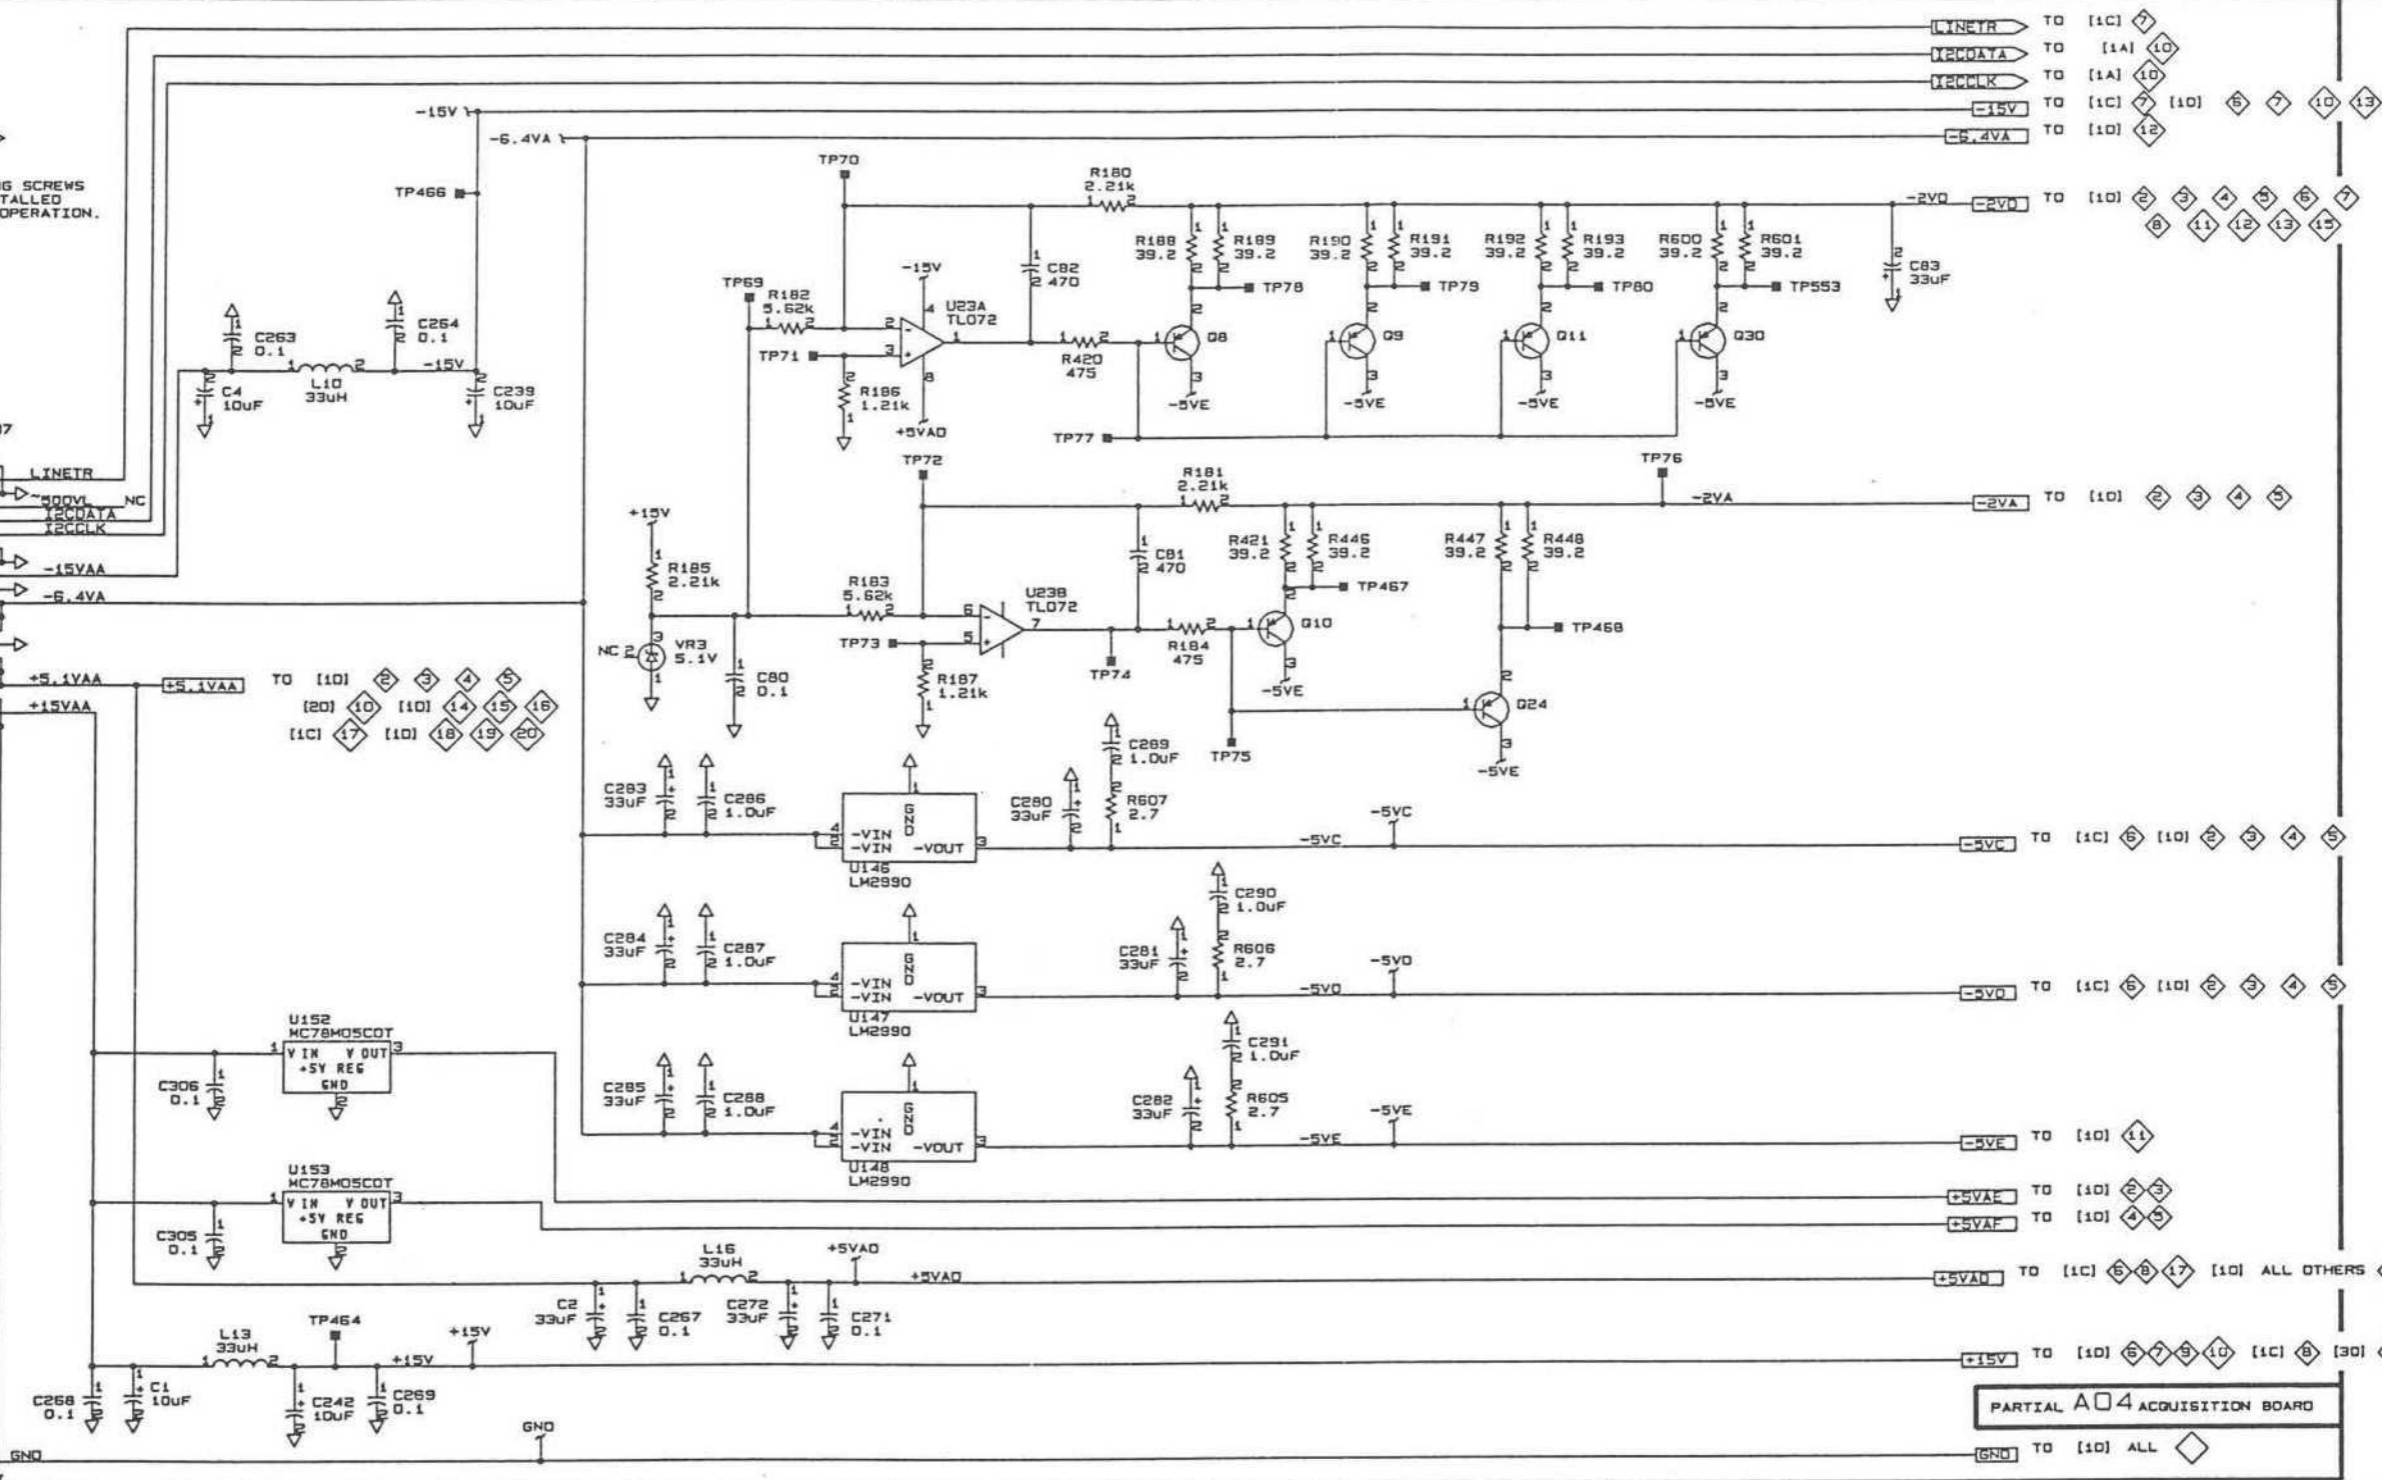 LINETR TO [1C] 7
I2CDATA TO [1A] 10
I2CCLK TO [1A] 10
-15V -15V TO [1C] 7 [1D] 6 7 10 13
-6.4VA -6.4VA TO [1D] 12
G SCREWS
TALLED
OPERATION.
TP466
C263
0.1
C264
0.1
-15V
L10
33uH
C4
10uF
C239
10uF
TP70
R180
2.21k
-2VD -2VD TO [1D] 2 3 4 5 6 7
8 11 12 13 15
R188
39.2
R189
39.2
R190
39.2
R191
39.2
R192
39.2
R193
39.2
R600
39.2
R601
39.2
C83
33uF
TP69
R182
5.62k
-15V
U23A
TL072
C82
470
TP78
TP79
TP80
TP553
TP71
R420
475
Q8
Q9
Q11
Q30
R186
1.21k
+5VAD
-5VE
-5VE
-5VE
-5VE
TP77
LINETR
~500VL NC
I2CDATA
I2CCLK
-15VAA
-6.4VA
TP72
R181
2.21k
TP76
-2VA -2VA TO [1D] 2 3 4 5
+15V
R185
2.21k
R183
5.62k
U23B
TL072
C81
470
R421
39.2
R446
39.2
R447
39.2
R448
39.2
TP467
TP468
TP73
TP74
R184
475
Q10
-5VE
Q24
-5VE
TP75
NC 2
VR3
5.1V
C80
0.1
R187
1.21k
+5.1VAA +5.1VAA TO [1D] 2 3 4 5
[2D] 10 [1D] 14 15 16
[1C] 17 [1D] 18 19 20
+15VAA
C283
33uF
C286
1.0uF
GND
-VIN
-VIN -VOUT
U146
LM2990
C280
33uF
C289
1.0uF
R607
2.7
-5VC
-5VC -5VC TO [1C] 6 [1D] 2 3 4 5
C284
33uF
C287
1.0uF
GND
-VIN
-VIN -VOUT
U147
LM2990
C281
33uF
C290
1.0uF
R606
2.7
-5VD
-5VD -5VD TO [1C] 6 [1D] 2 3 4 5
C285
33uF
C288
1.0uF
GND
-VIN
-VIN -VOUT
U148
LM2990
C282
33uF
C291
1.0uF
R605
2.7
-5VE
-5VE -5VE TO [1D] 11
U152
MC78M05CDT
V IN V OUT
+5V REG
GND
C306
0.1
+5VAE TO [1D] 2 3
U153
MC78M05CDT
V IN V OUT
+5V REG
GND
C305
0.1
+5VAF TO [1D] 4 5
L16
33uH
+5VAD
+5VAD +5VAD TO [1C] 6 8 17 [1D] ALL OTHERS
C2
33uF
C267
0.1
C272
33uF
C271
0.1
L13
33uH
TP464
+15V
+15V +15V TO [1D] 6 7 9 10 [1C] 8 [3D]
C268
0.1
C1
10uF
C242
10uF
C269
0.1
PARTIAL A04 ACQUISITION BOARD
GND GND GND TO [1D] ALL